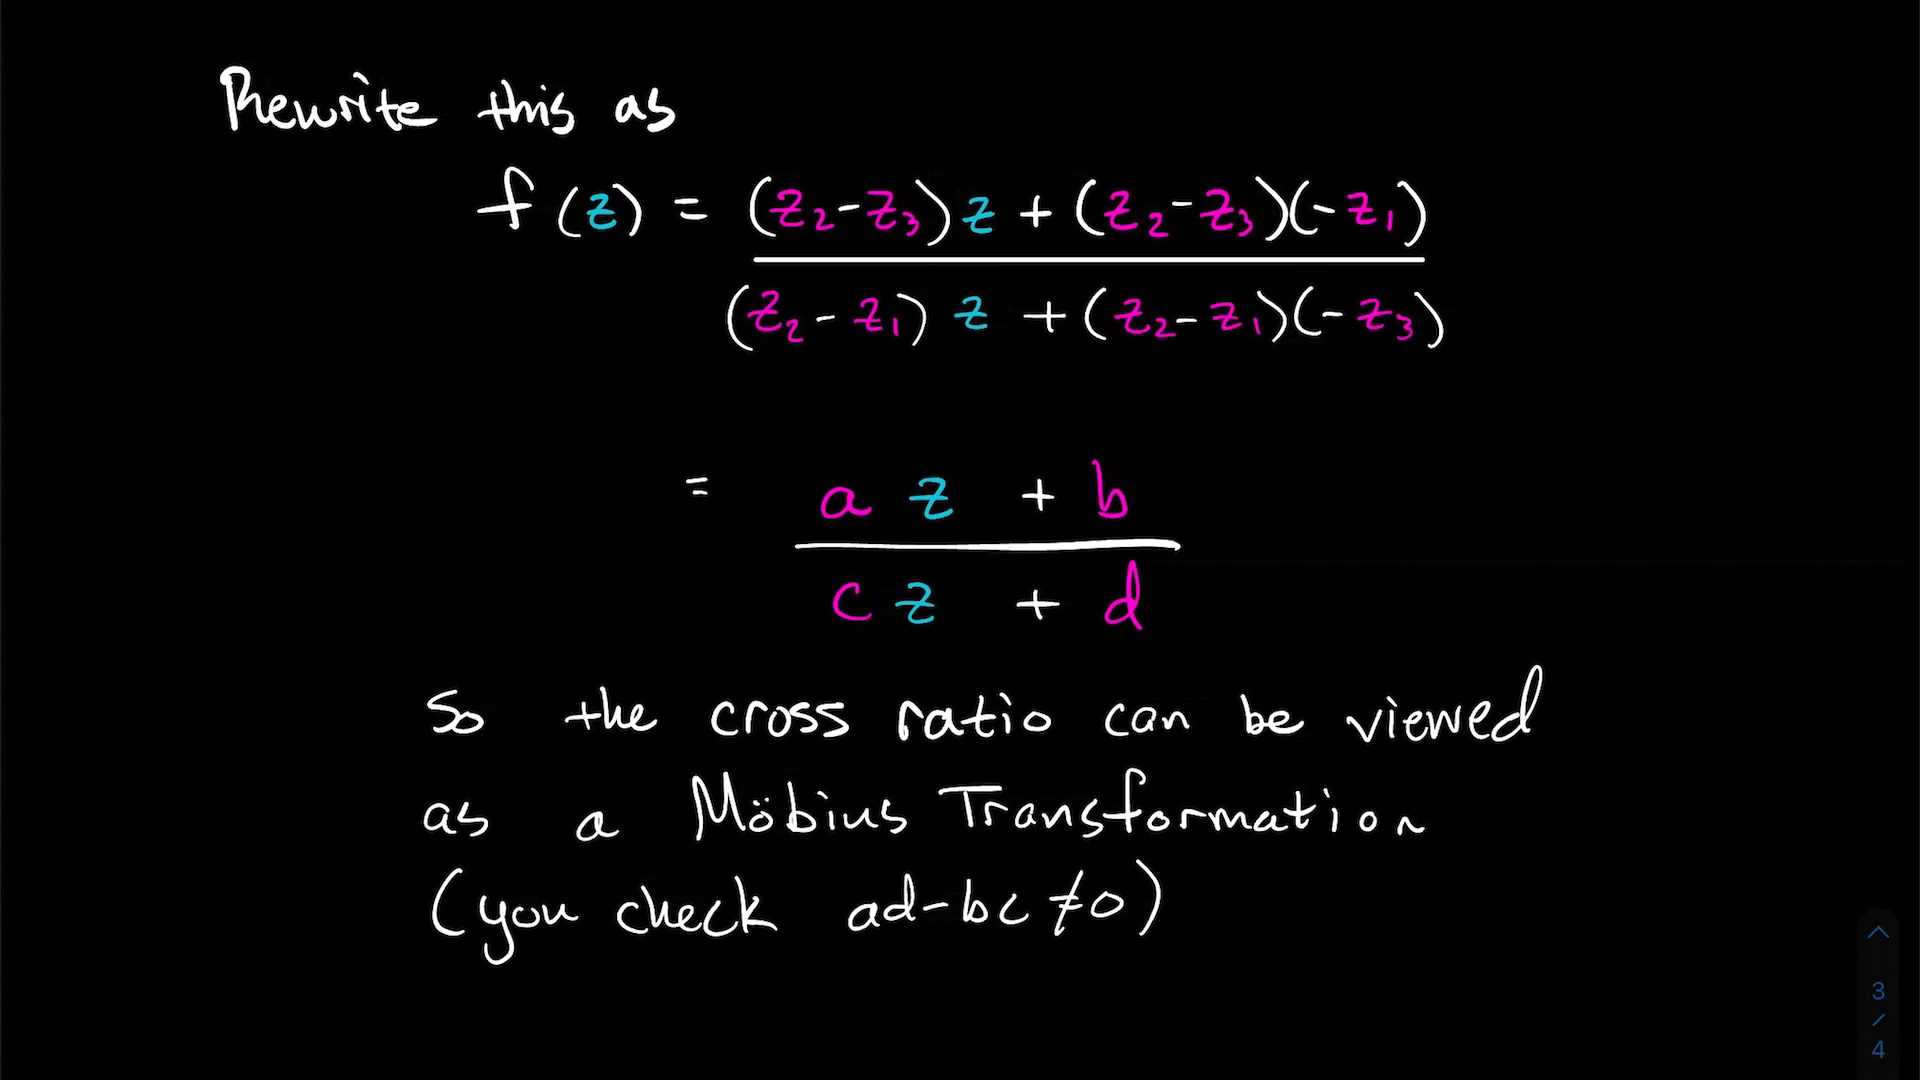 Rewrite this as
f(z) = (z₂-z₃)z + (z₂-z₃)(-z₁)
(z₂-z₁)z + (z₂-z₁)(-z₃)
= az + b
cz + d
So the cross ratio can be viewed
as a Möbius Transformation
(you check ad-bc≠0)
3
/
4